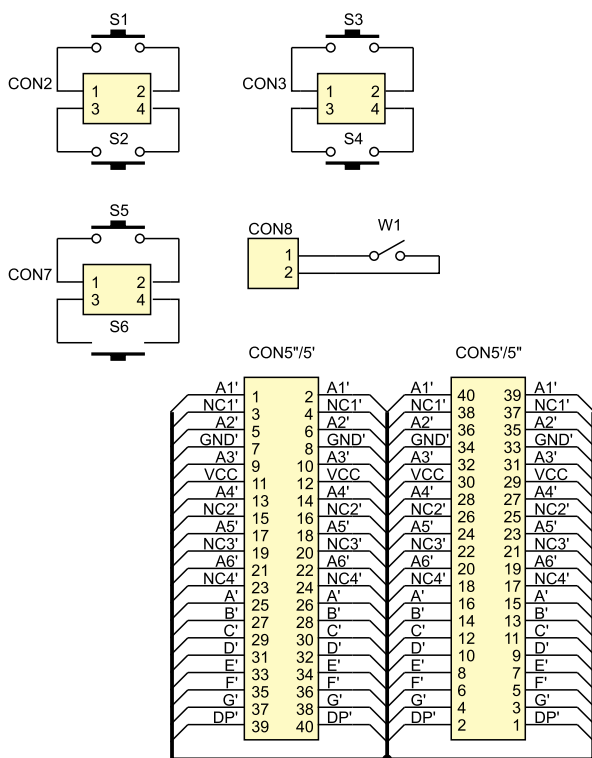 S1
S3
CON2
1 2
3 4
S2
CON3
1 2
3 4
S4
S5
CON7
1 2
3 4
S6
CON8
1
2
W1
CON5"/5'
CON5'/5"
A1' 1 2 A1' A1' 40 39 A1'
NC1' 3 4 NC1' NC1' 38 37 NC1'
A2' 5 6 A2' A2' 36 35 A2'
GND' 7 8 GND' GND' 34 33 GND'
A3' 9 10 A3' A3' 32 31 A3'
VCC 11 12 VCC VCC 30 29 VCC
A4' 13 14 A4' A4' 28 27 A4'
NC2' 15 16 NC2' NC2' 26 25 NC2'
A5' 17 18 A5' A5' 24 23 A5'
NC3' 19 20 NC3' NC3' 22 21 NC3'
A6' 21 22 A6' A6' 20 19 A6'
NC4' 23 24 NC4' NC4' 18 17 NC4'
A' 25 26 A' A' 16 15 A'
B' 27 28 B' B' 14 13 B'
C' 29 30 C' C' 12 11 C'
D' 31 32 D' D' 10 9 D'
E' 33 34 E' E' 8 7 E'
F' 35 36 F' F' 6 5 F'
G' 37 38 G' G' 4 3 G'
DP' 39 40 DP' DP' 2 1 DP'